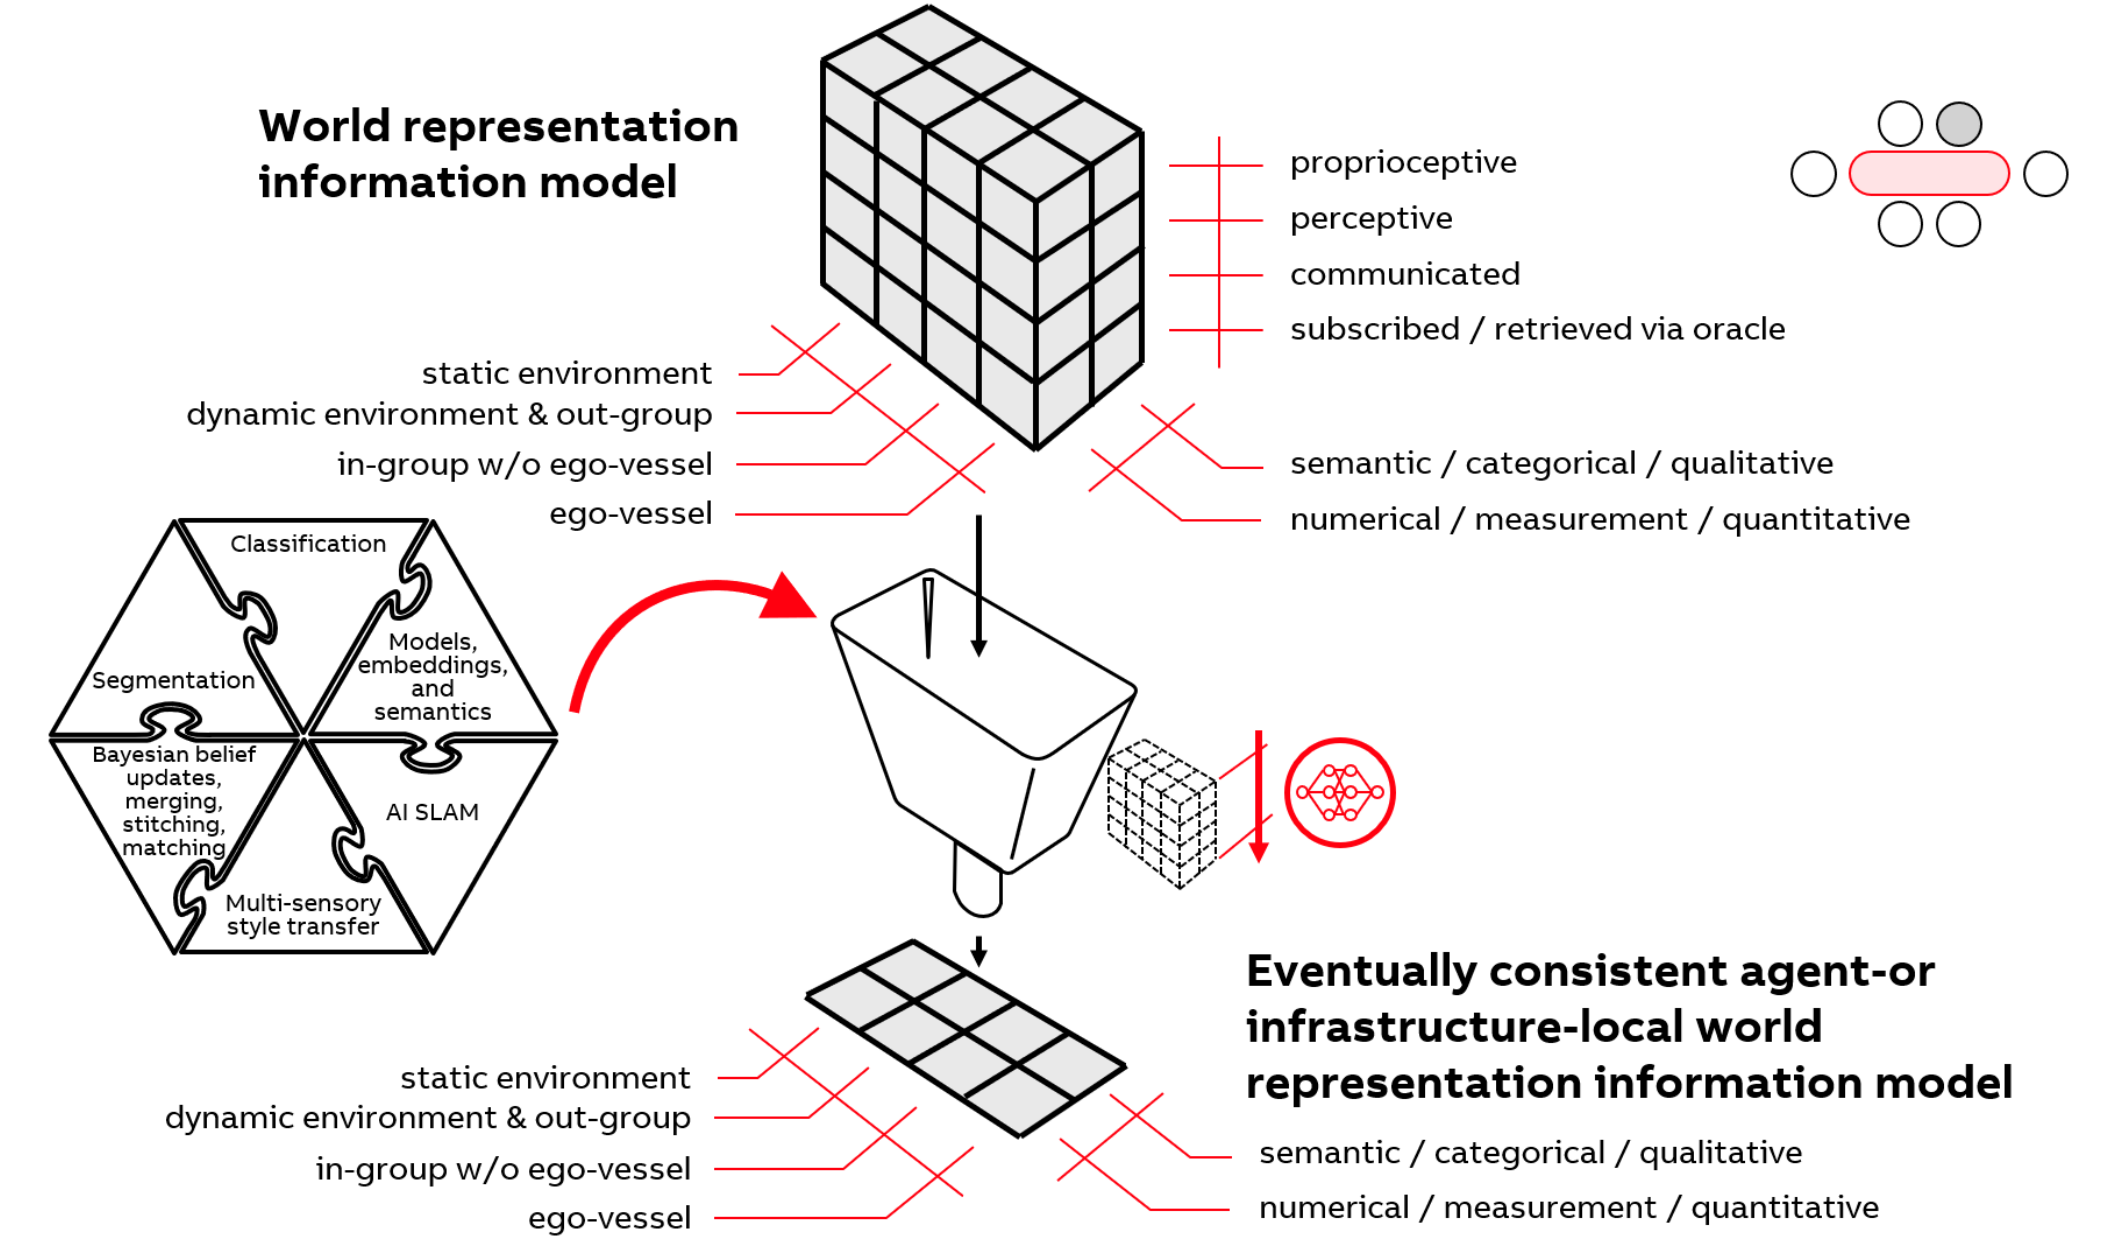 World representation
information model
proprioceptive
perceptive
communicated
subscribed / retrieved via oracle
static environment
dynamic environment & out-group
in-group w/o ego-vessel
ego-vessel
semantic / categorical / qualitative
numerical / measurement / quantitative
Classification
Models,
embeddings,
and
semantics
Segmentation
Bayesian belief
updates,
merging,
stitching,
matching
AI SLAM
Multi-sensory
style transfer
Eventually consistent agent-or
infrastructure-local world
representation information model
static environment
dynamic environment & out-group
in-group w/o ego-vessel
ego-vessel
semantic / categorical / qualitative
numerical / measurement / quantitative